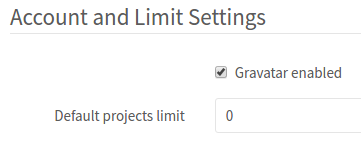 Account and Limit Settings
Gravatar enabled
Default projects limit 0